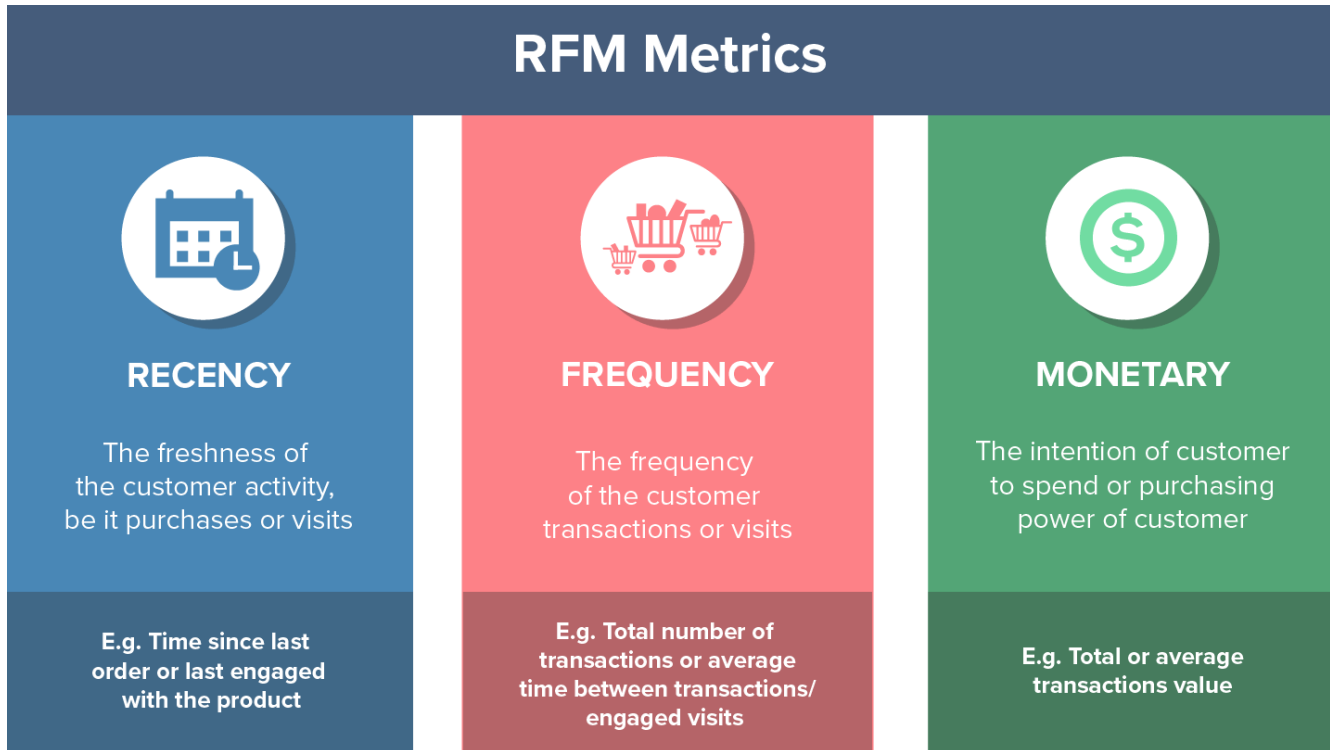 RFM Metrics
RECENCY
The freshness of
the customer activity,
be it purchases or visits
E.g. Time since last
order or last engaged
with the product
FREQUENCY
The frequency
of the customer
transactions or visits
E.g. Total number of
transactions or average
time between transactions/
engaged visits
$
MONETARY
The intention of customer
to spend or purchasing
power of customer
E.g. Total or average
transactions value